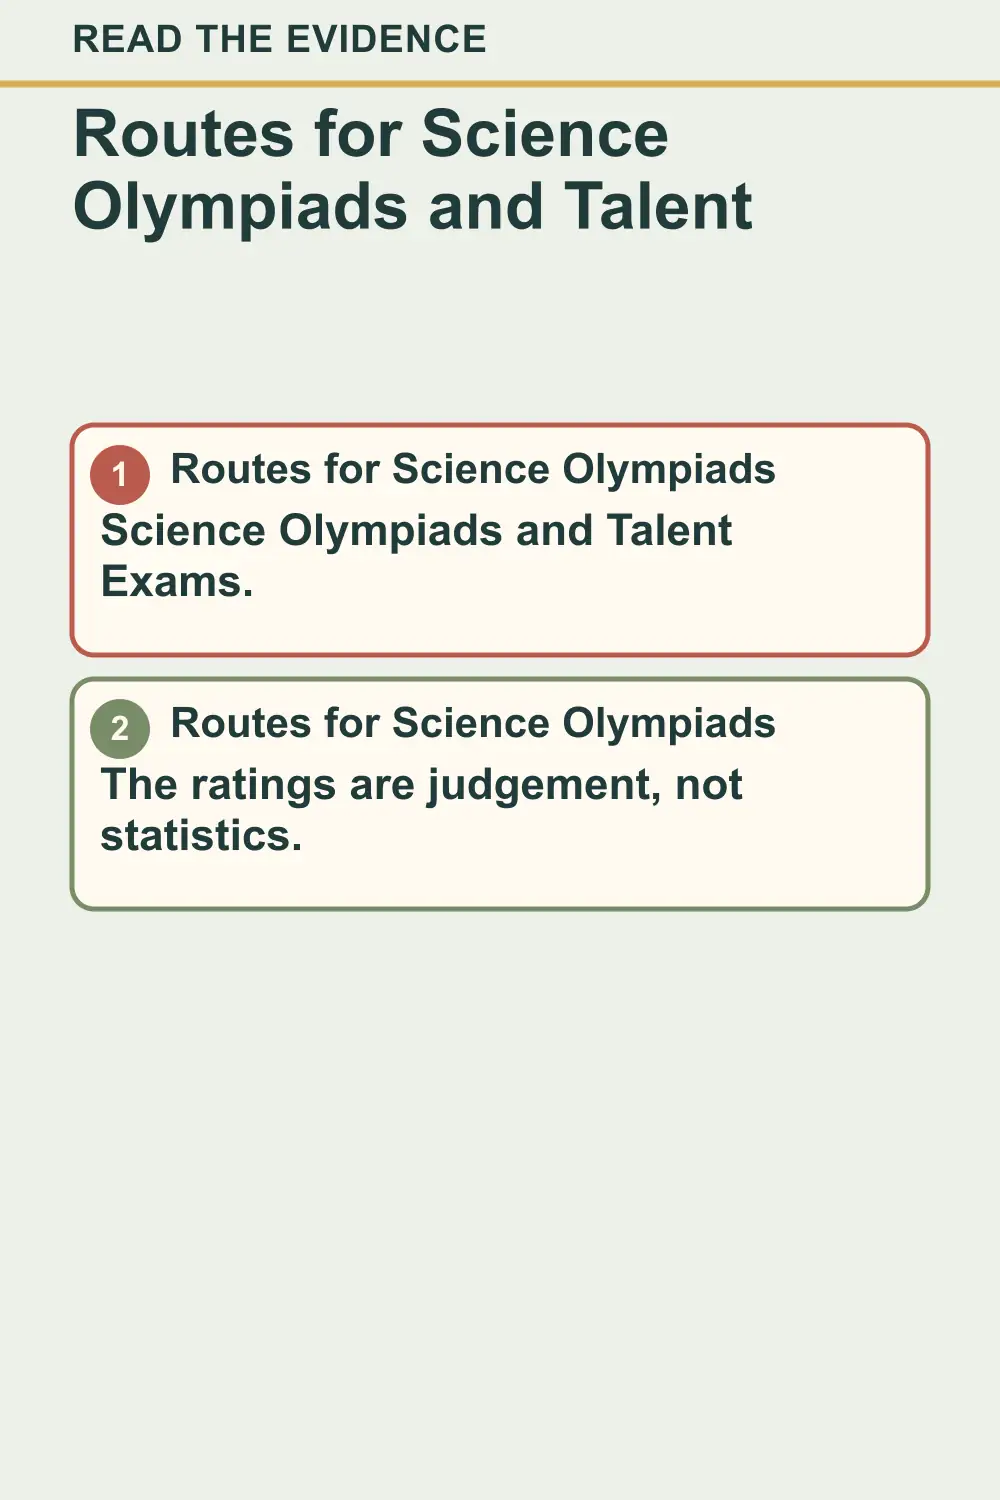 READ THE EVIDENCE
Routes for Science
Olympiads and Talent
1 Routes for Science Olympiads
Science Olympiads and Talent
Exams.
2 Routes for Science Olympiads
The ratings are judgement, not
statistics.